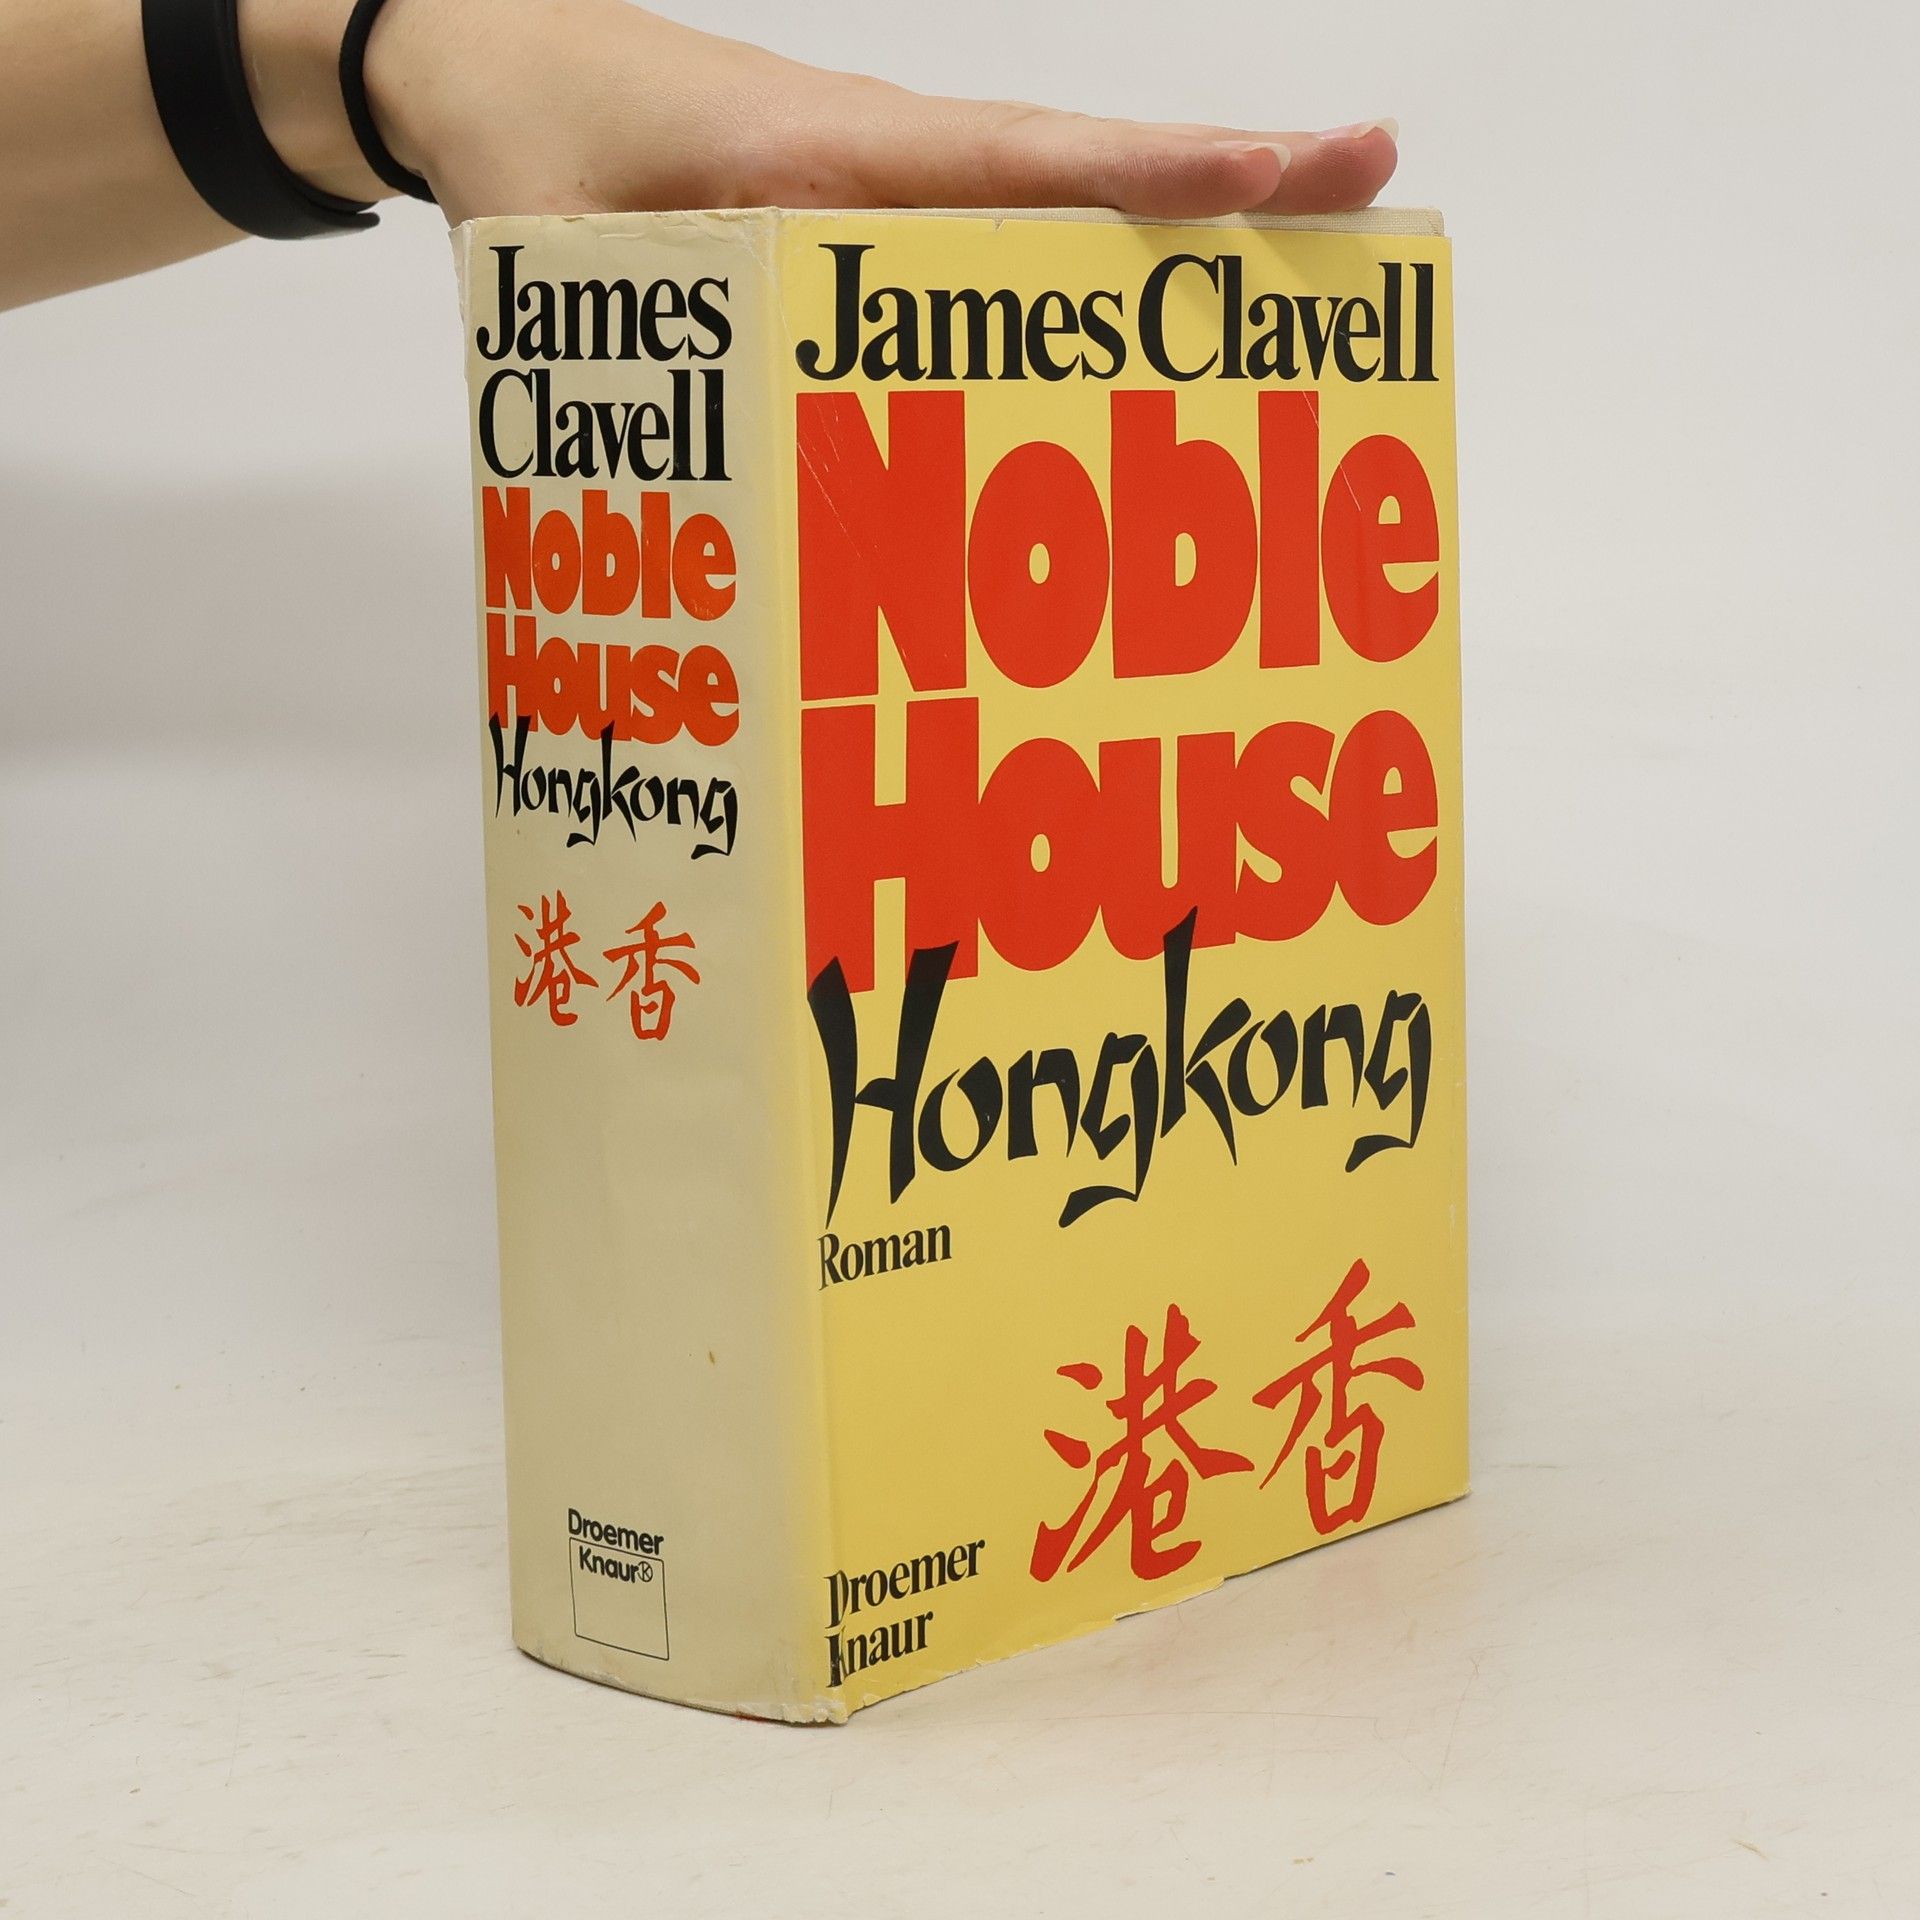 James
Clavell
Noble
House
Hongkong
港香
Droemer
Knaur
James Clavell
Noble
House
Hongkong
Roman
港香
Droemer
Knaur